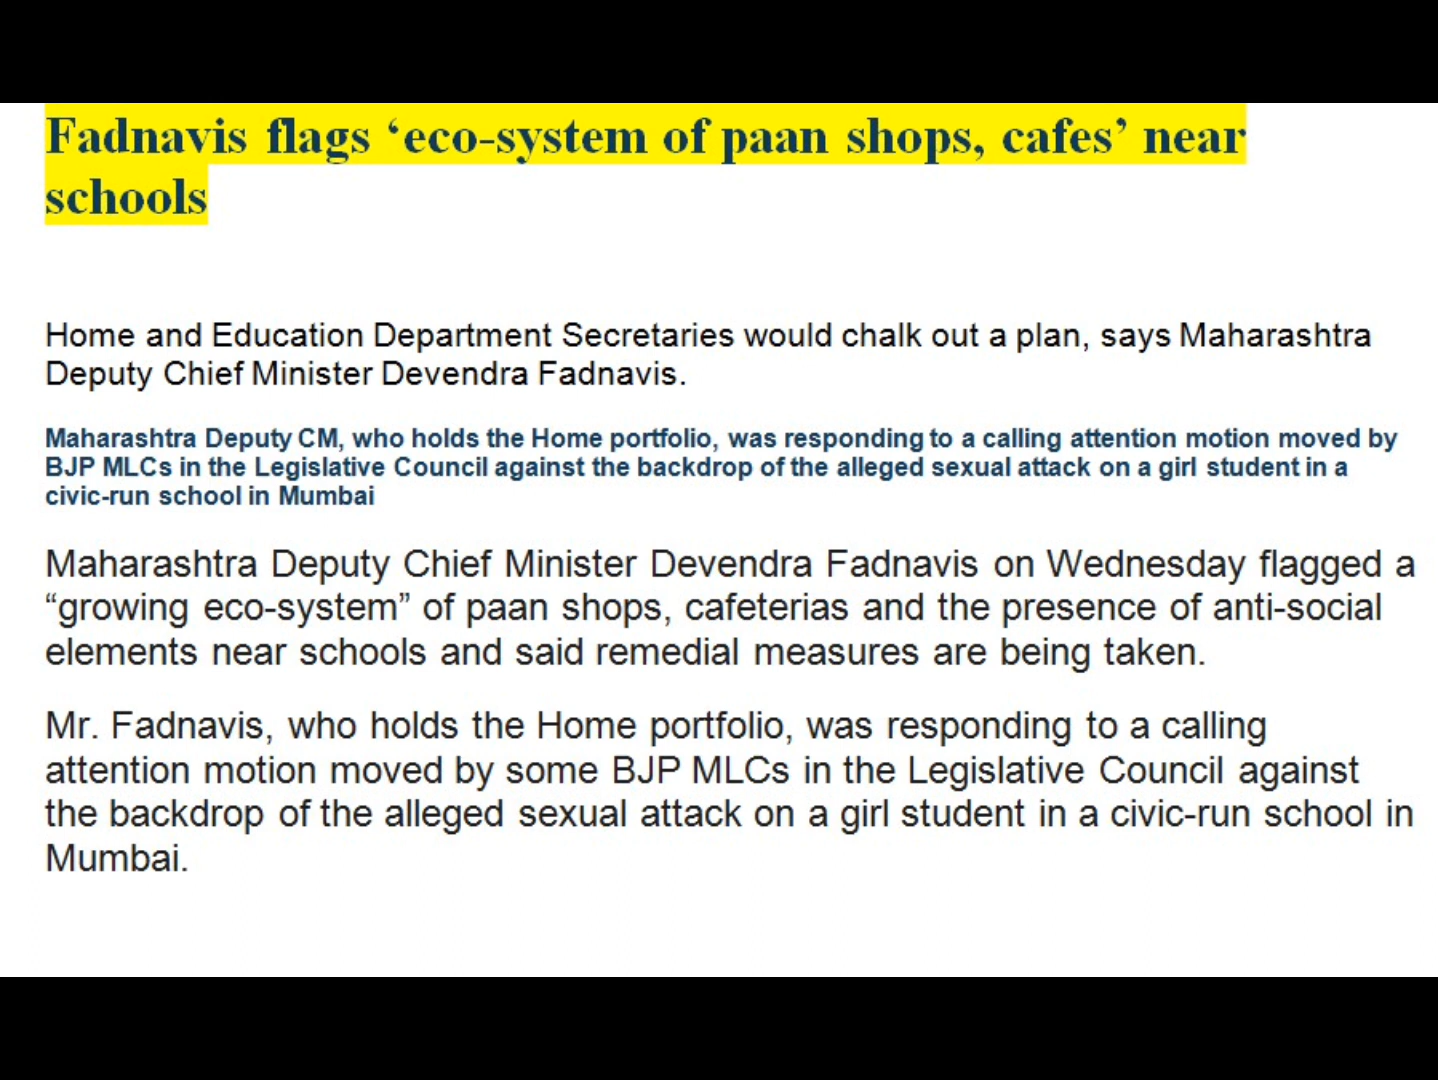 Fadnavis flags ‘eco-system of paan shops, cafes’ near
schools
Home and Education Department Secretaries would chalk out a plan, says Maharashtra
Deputy Chief Minister Devendra Fadnavis.
Maharashtra Deputy CM, who holds the Home portfolio, was responding to a calling attention motion moved by
BJP MLCs in the Legislative Council against the backdrop of the alleged sexual attack on a girl student in a
civic-run school in Mumbai
Maharashtra Deputy Chief Minister Devendra Fadnavis on Wednesday flagged a
“growing eco-system” of paan shops, cafeterias and the presence of anti-social
elements near schools and said remedial measures are being taken.
Mr. Fadnavis, who holds the Home portfolio, was responding to a calling
attention motion moved by some BJP MLCs in the Legislative Council against
the backdrop of the alleged sexual attack on a girl student in a civic-run school in
Mumbai.